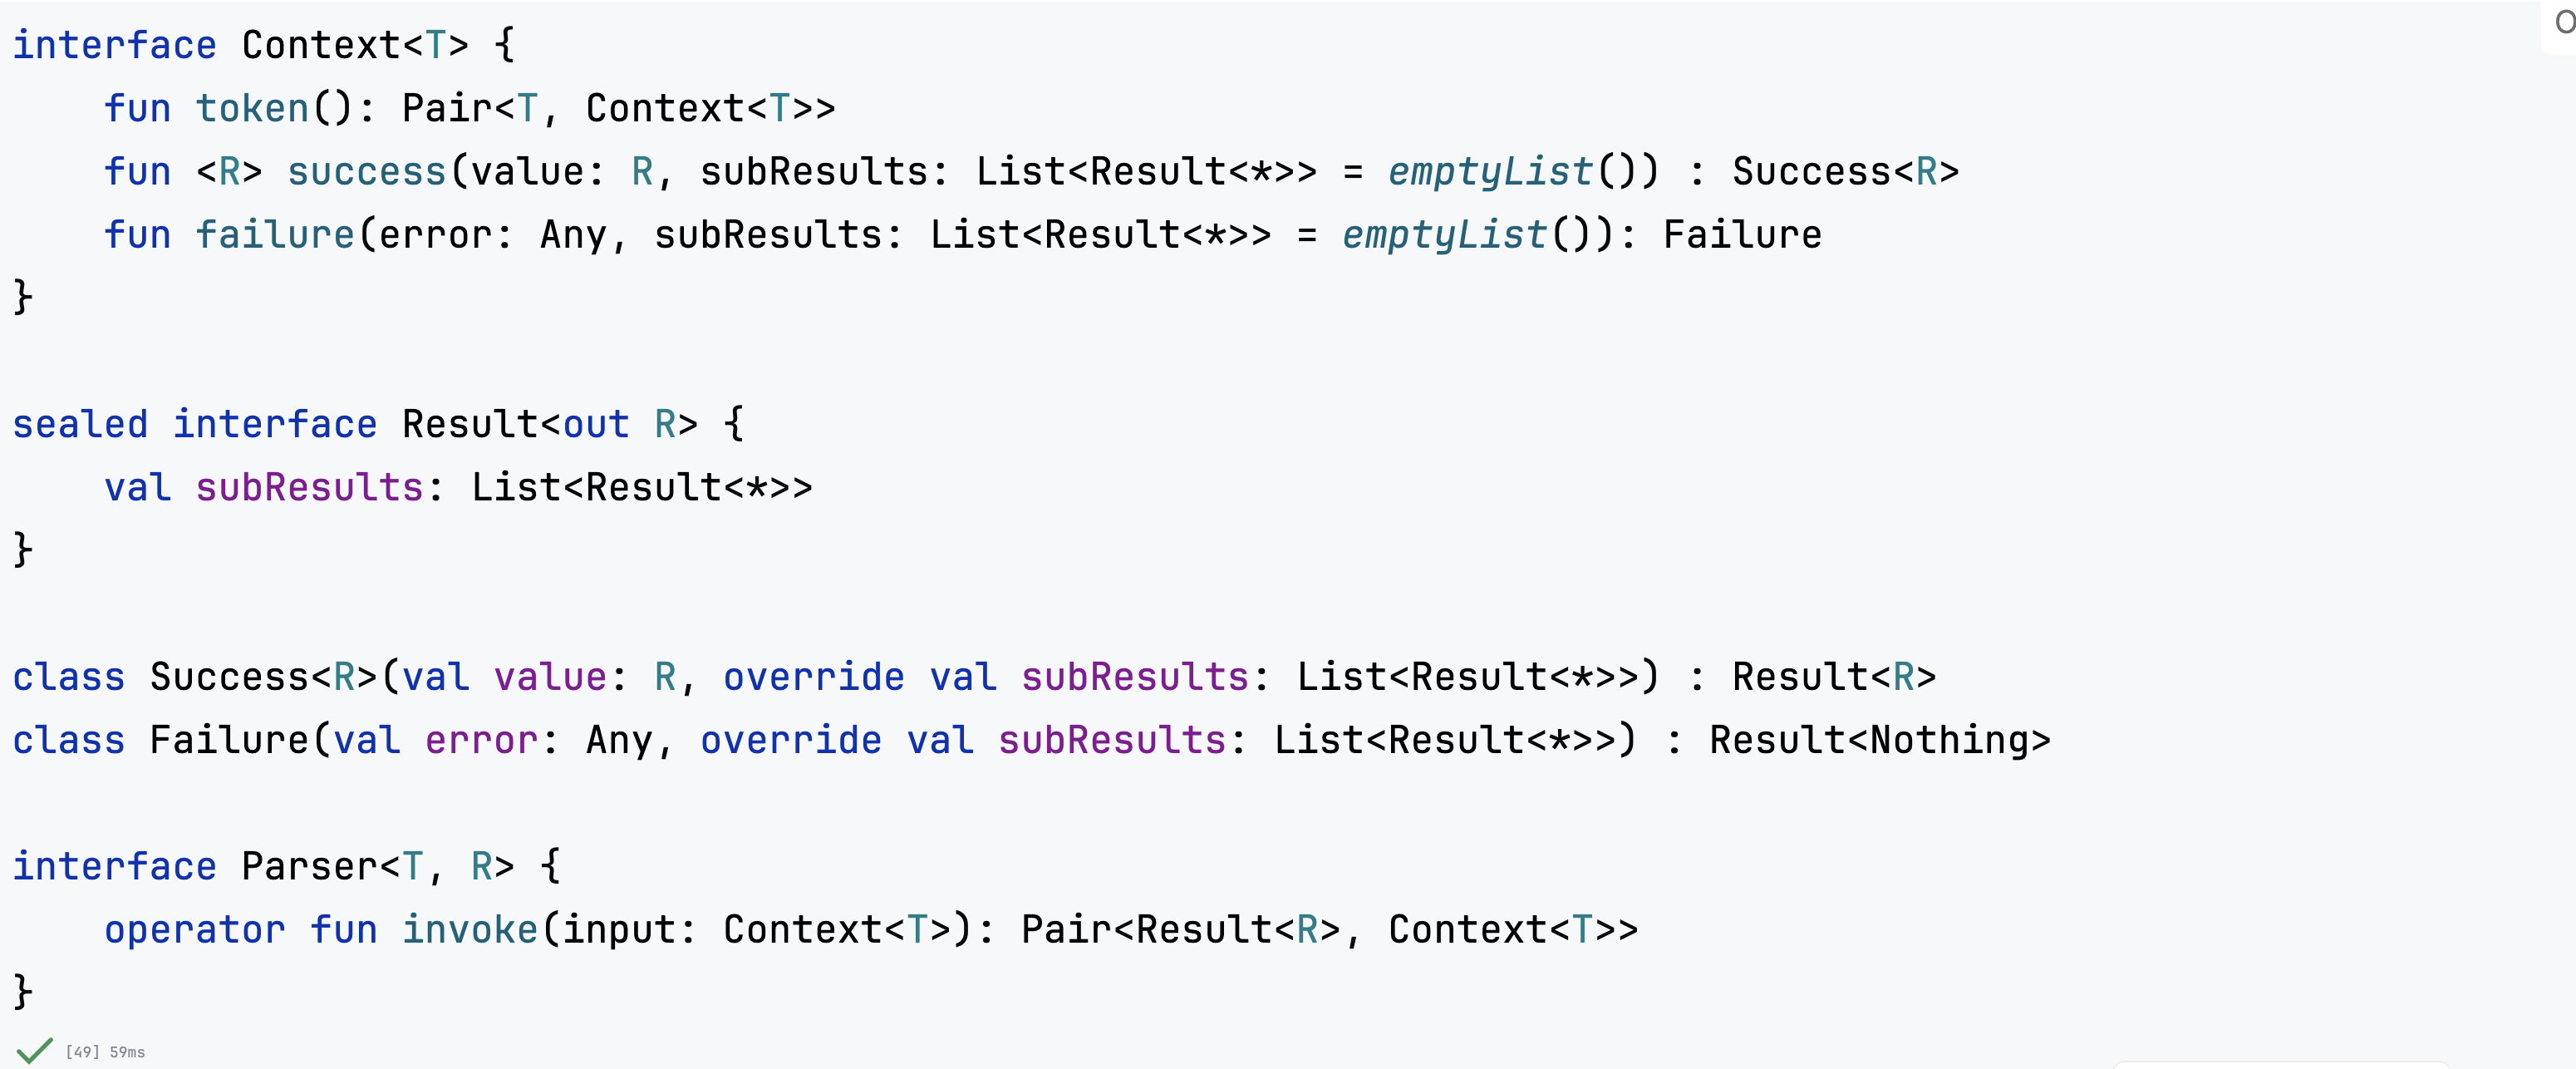 interface Context<T> {
    fun token(): Pair<T, Context<T>>
    fun <R> success(value: R, subResults: List<Result<*>> = emptyList()) : Success<R>
    fun failure(error: Any, subResults: List<Result<*>> = emptyList()): Failure
}
sealed interface Result<out R> {
    val subResults: List<Result<*>>
}
class Success<R>(val value: R, override val subResults: List<Result<*>>) : Result<R>
class Failure(val error: Any, override val subResults: List<Result<*>>) : Result<Nothing>
interface Parser<T, R> {
    operator fun invoke(input: Context<T>): Pair<Result<R>, Context<T>>
}
[49] 59ms